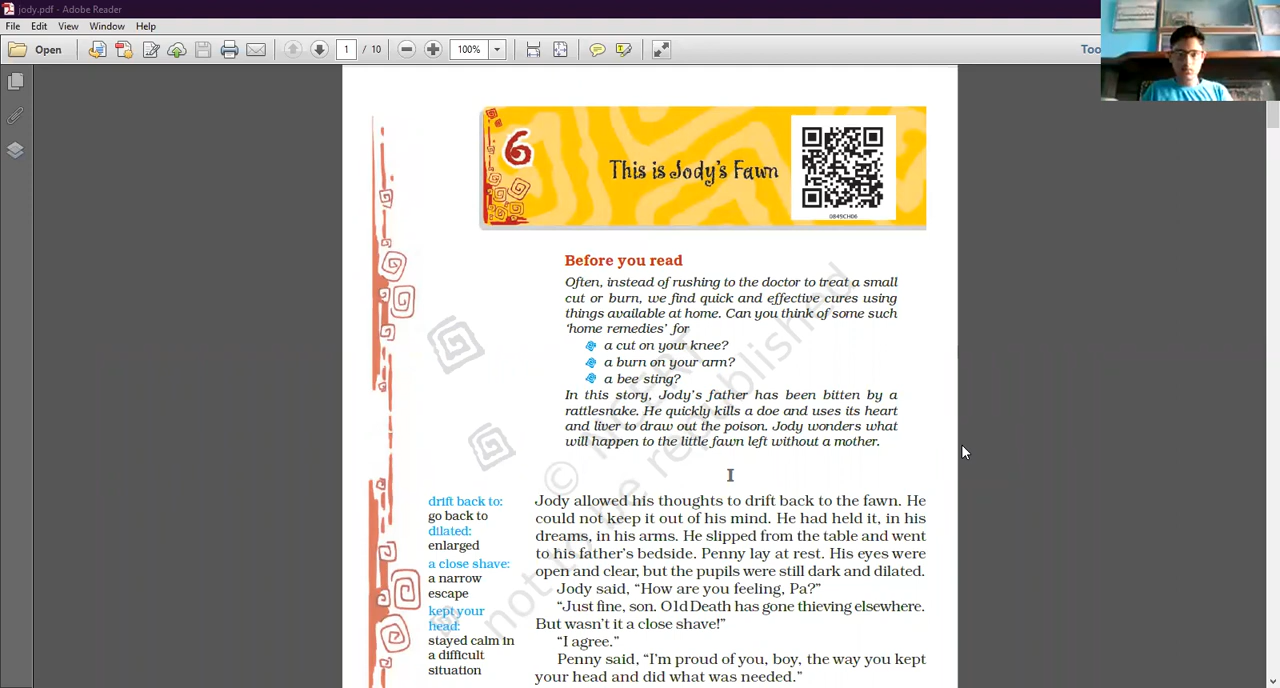 jody.pdf - Adobe Reader
File Edit View Window Help
Open 1 / 10 100% Too
6
This is Jody's Fawn
0845CH06
Before you read
Often, instead of rushing to the doctor to treat a small
cut or burn, we find quick and effective cures using
things available at home. Can you think of some such
'home remedies' for
a cut on your knee?
a burn on your arm?
a bee sting?
In this story, Jody's father has been bitten by a
rattlesnake. He quickly kills a doe and uses its heart
and liver to draw out the poison. Jody wonders what
will happen to the little fawn left without a mother.
I
drift back to:
go back to
dilated:
enlarged
a close shave:
a narrow
escape
kept your
head:
stayed calm in
a difficult
situation
Jody allowed his thoughts to drift back to the fawn. He
could not keep it out of his mind. He had held it, in his
dreams, in his arms. He slipped from the table and went
to his father's bedside. Penny lay at rest. His eyes were
open and clear, but the pupils were still dark and dilated.
Jody said, “How are you feeling, Pa?”
“Just fine, son. Old Death has gone thieving elsewhere.
But wasn't it a close shave!”
“I agree.”
Penny said, “I'm proud of you, boy, the way you kept
your head and did what was needed.”
© NCERT
not to be republished